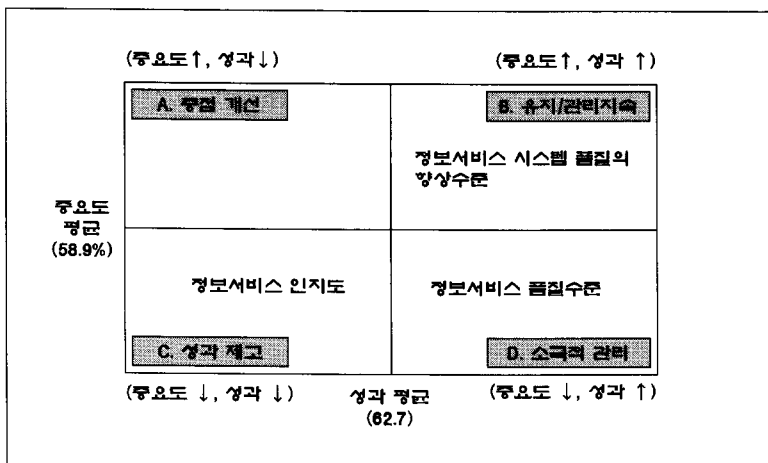 (중요도↑, 성과↓)
(중요도↑, 성과 ↑)
A. 중점 개선
B. 유지/관리지속
정보서비스 시스템 품질의
향상수준
중요도
평균
(58.9%)
정보서비스 인지도
정보서비스 품질수준
C. 성과 제고
D. 소극적 관리
(중요도 ↓, 성과 ↓)
성과 평균
(62.7)
(중요도 ↓, 성과 ↑)